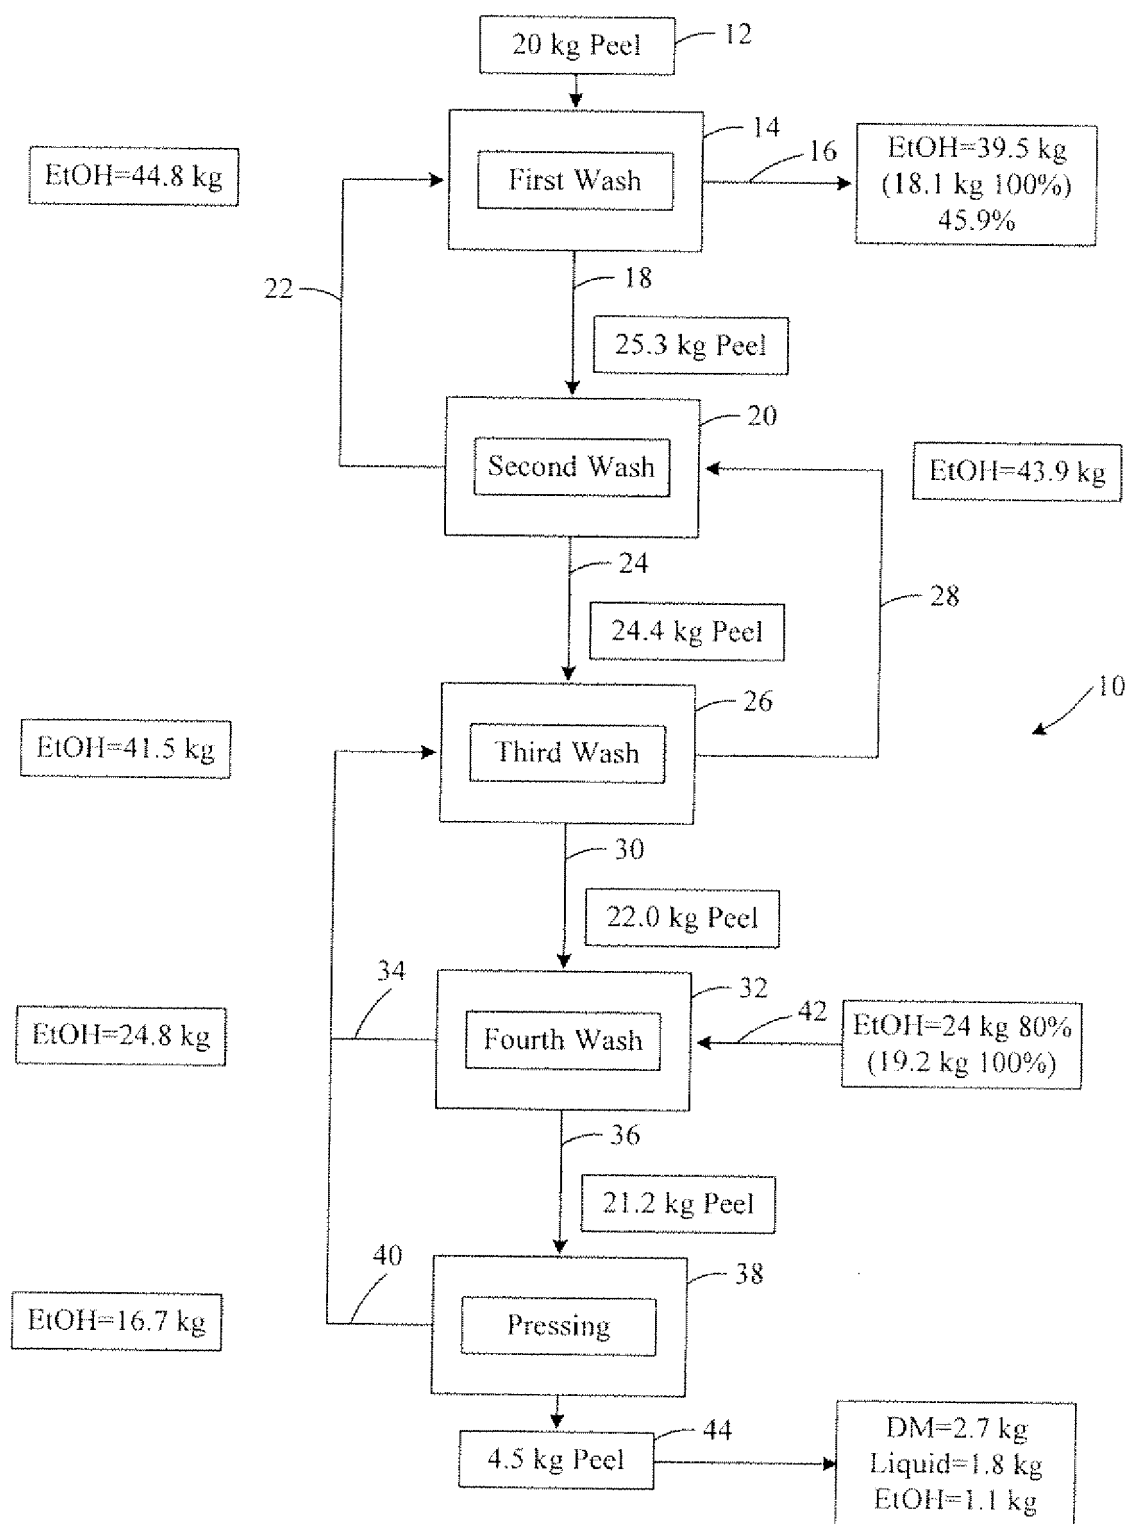 20 kg Peel
12
14
16
EtOH=44.8 kg
First Wash
EtOH=39.5 kg
(18.1 kg 100%)
45.9%
18
22
25.3 kg Peel
20
Second Wash
EtOH=43.9 kg
24
28
24.4 kg Peel
26
10
EtOH=41.5 kg
Third Wash
30
22.0 kg Peel
34
32
42
EtOH=24.8 kg
Fourth Wash
EtOH=24 kg 80%
(19.2 kg 100%)
36
21.2 kg Peel
40
38
EtOH=16.7 kg
Pressing
44
4.5 kg Peel
DM=2.7 kg
Liquid=1.8 kg
EtOH=1.1 kg